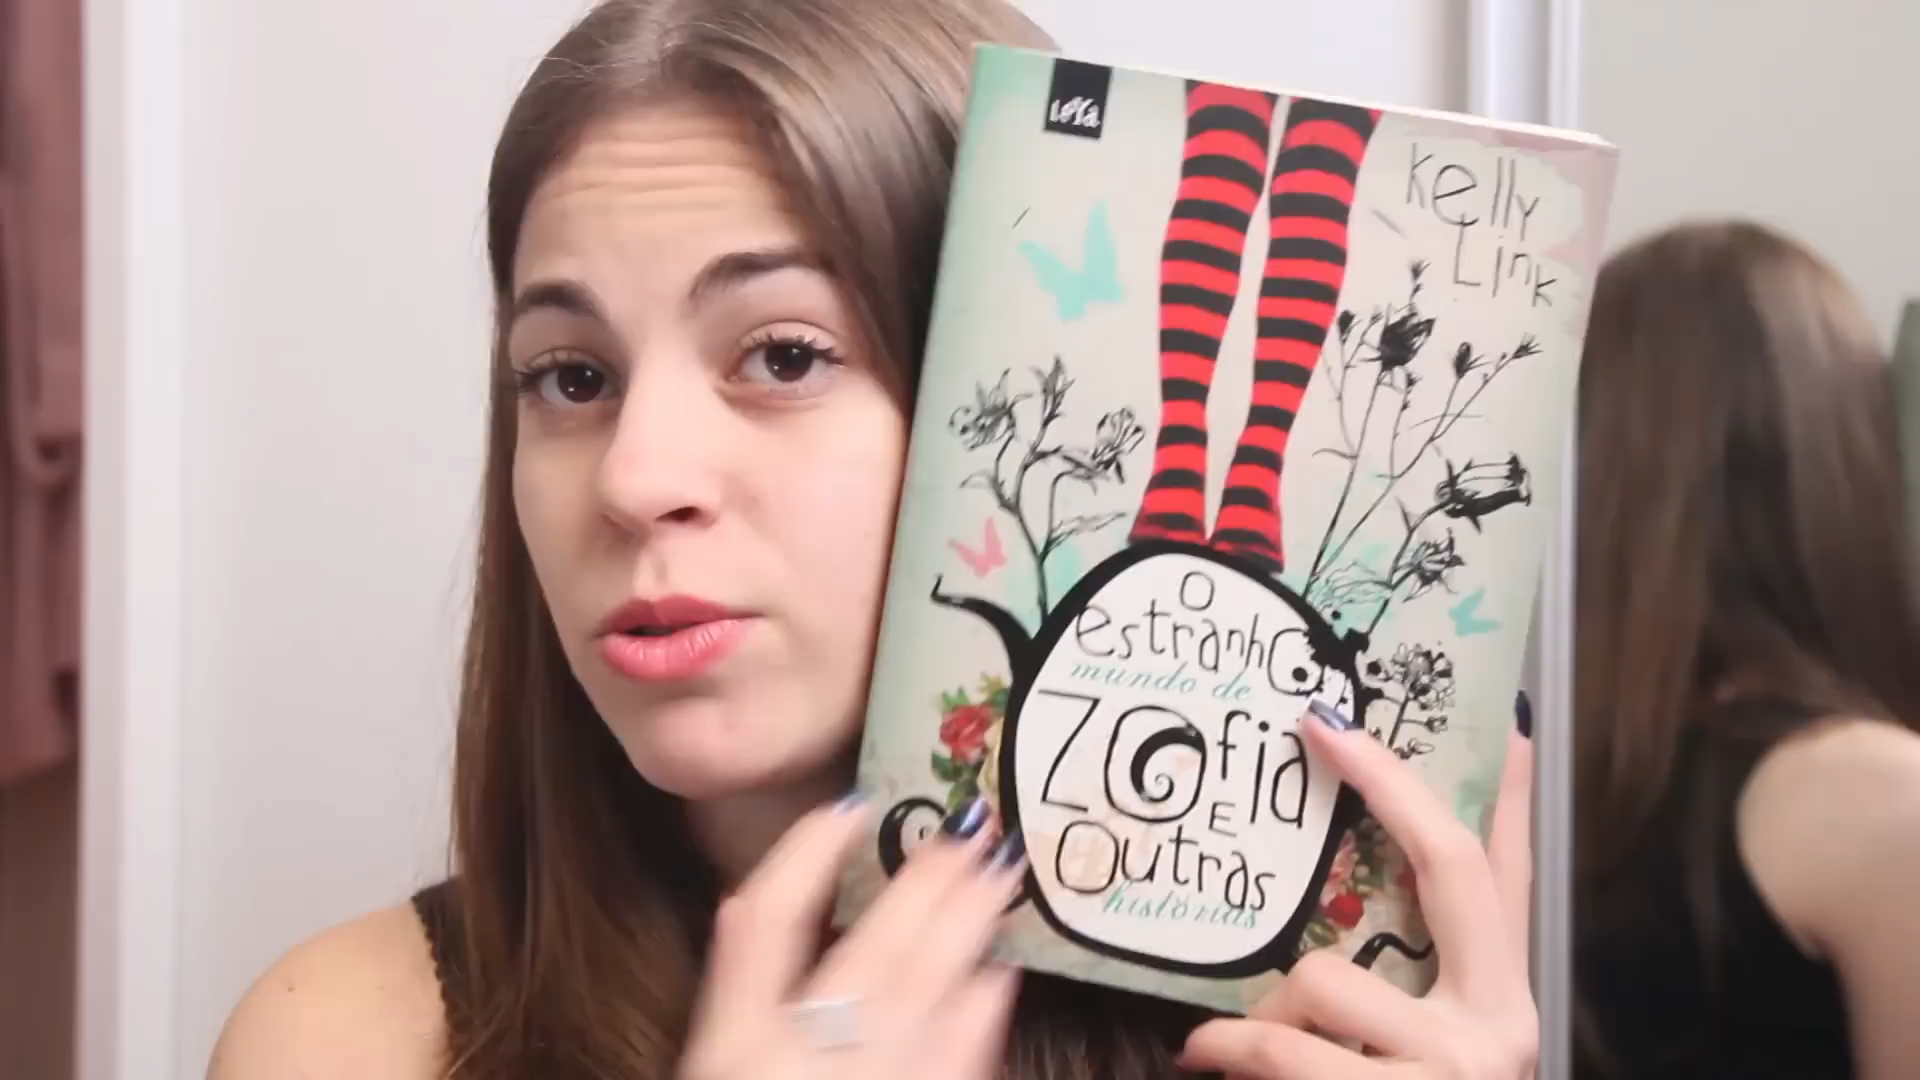 leYa
Kelly
Link
O
estranho
mundo de
Zofia
E
Outras
histórias